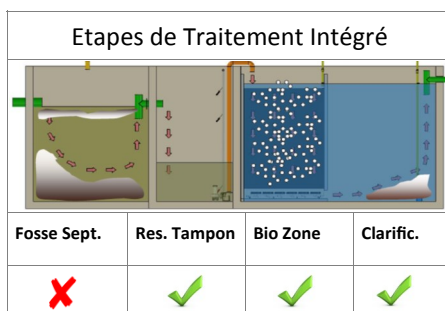 Etapes de Traitement Intégré
Fosse Sept. Res. Tampon Bio Zone Clarific.